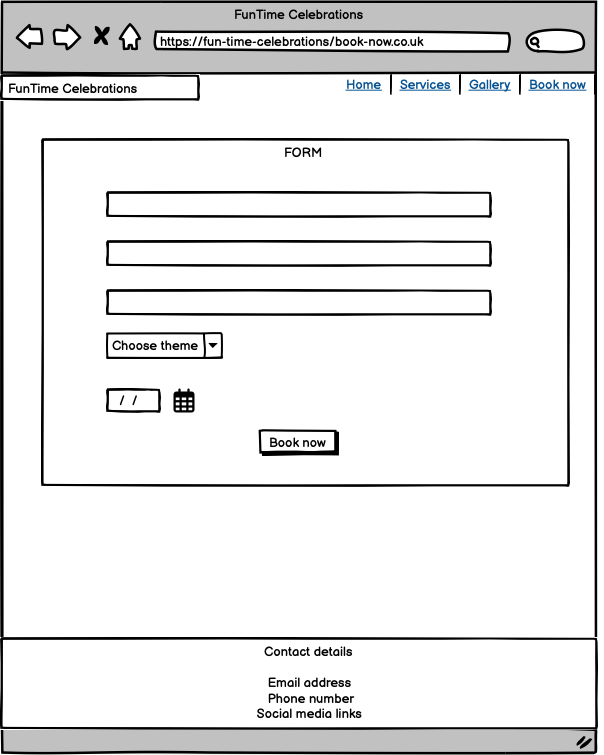 FunTime Celebrations
https://fun-time-celebrations/book-now.co.uk
FunTime Celebrations
Home
Services
Gallery
Book now
FORM
Choose theme
/ /
Book now
Contact details
Email address
Phone number
Social media links